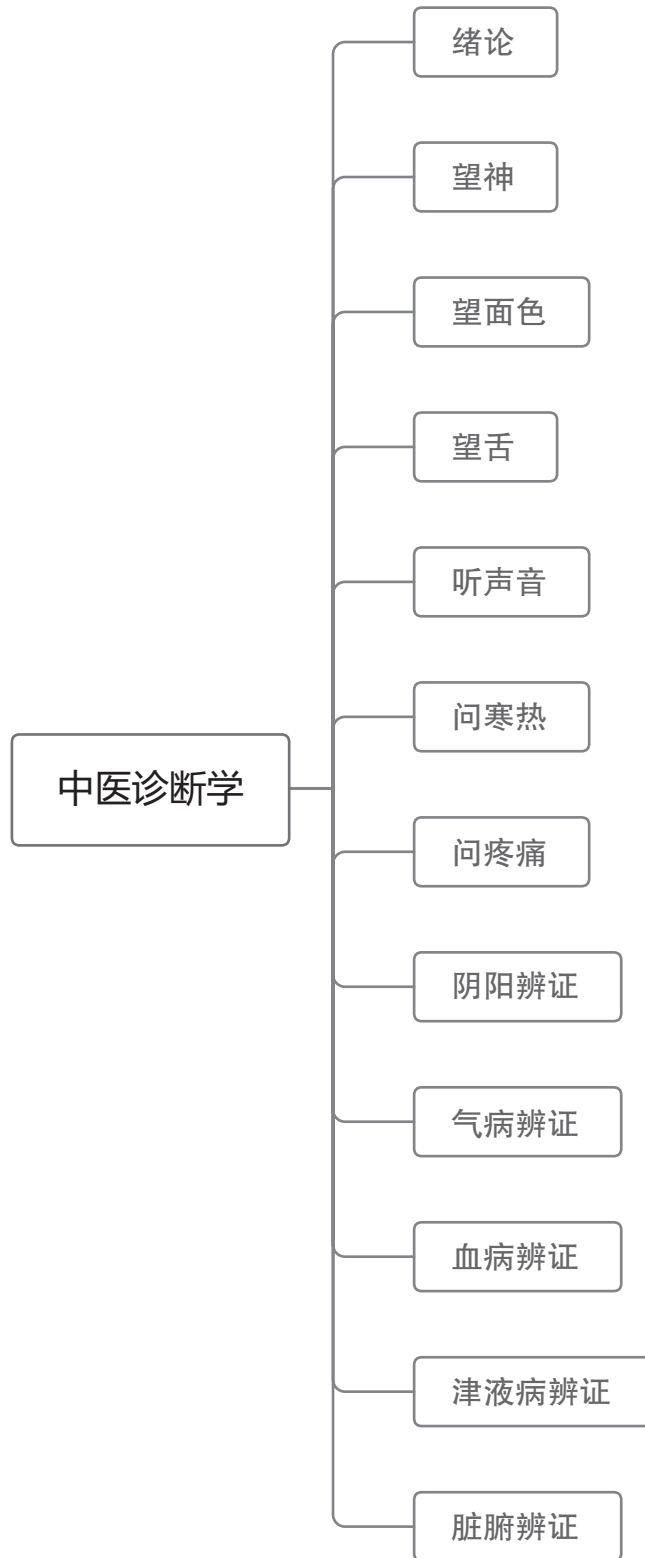 中医诊断学
绪论
望神
望面色
望舌
听声音
问寒热
问疼痛
阴阳辨证
气病辨证
血病辨证
津液病辨证
脏腑辨证